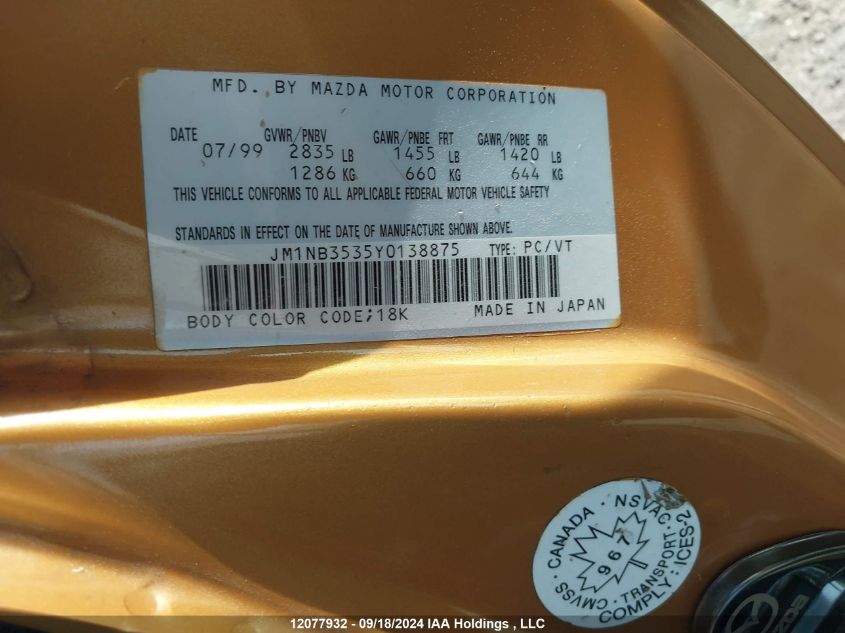 MFD. BY MAZDA MOTOR CORPORATION
DATE GVWR/PNBV GAWR/PNBE FRT GAWR/PNBE RR
07/99 2835 LB 1455 LB 1420 LB
1286 KG 660 KG 644 KG
THIS VEHICLE CONFORMS TO ALL APPLICABLE FEDERAL MOTOR VEHICLE SAFETY
STANDARDS IN EFFECT ON THE DATE OF MANUFACTURE SHOWN ABOVE.
JM1NB3535Y0138875 TYPE: PC/VT
BODY COLOR CODE;18K MADE IN JAPAN
CMVSS · CANADA · NSVAC · TRANSPORT ·
967
COMPLY: ICES-2
12077932 - 09/18/2024 IAA Holdings , LLC